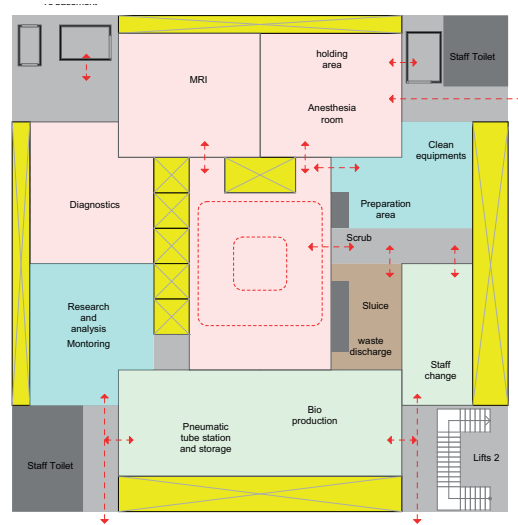 MRI
holding
area
Staff Toilet
Anesthesia
room
Clean
equipments
Diagnostics
Preparation
area
Scrub
Research
and
analysis
Montoring
Sluice
waste
discharge
Staff
change
Bio
production
Pneumatic
tube station
and storage
Staff Toilet
Lifts 2